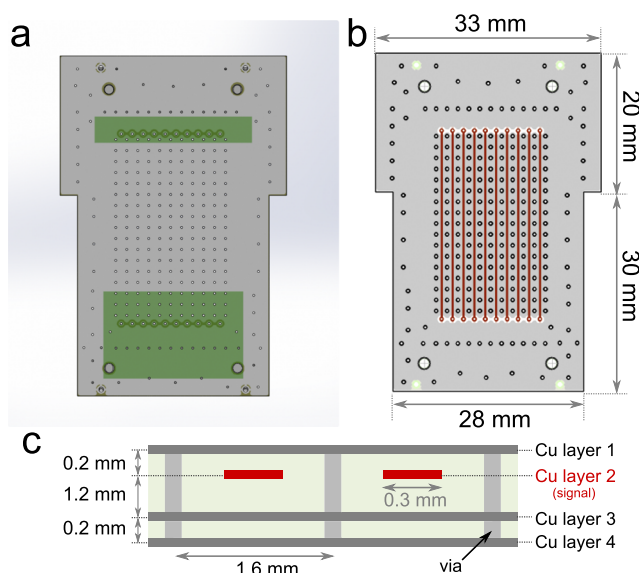 a
b
33 mm
20 mm
30 mm
28 mm
c
0.2 mm
1.2 mm
0.2 mm
0.3 mm
1.6 mm
Cu layer 1
Cu layer 2
(signal)
Cu layer 3
Cu layer 4
via